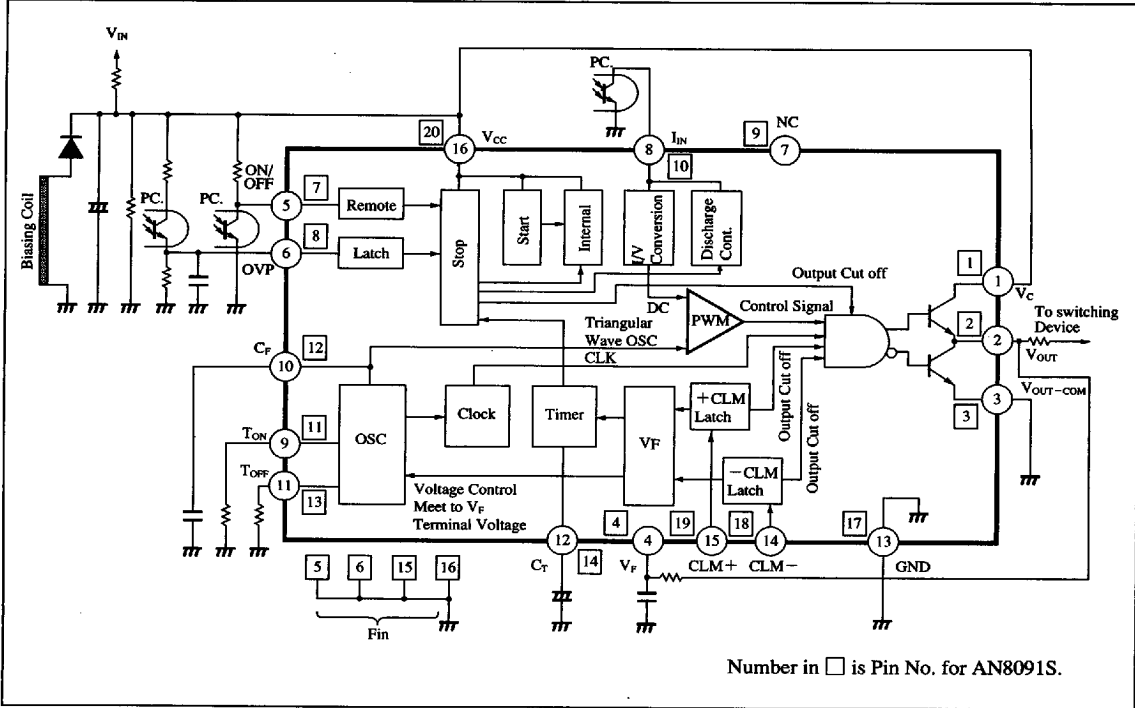 V_IN
PC.
NC
20
V_CC
I_IN
9
16
8
7
10
ON/
OFF
7
PC.
PC.
5
Remote
Biasing Coil
8
6
Latch
OVP
Stop
Start
Internal
I/V
Conversion
Discharge
Cont.
Output Cut off
1
1
V_C
DC
PWM
Control Signal
To switching
Device
2
2
V_OUT
Triangular
Wave OSC
CLK
C_F
12
10
V_OUT-COM
3
3
Clock
Timer
+CLM
Latch
Output Cut off
T_ON
11
9
OSC
V_F
−CLM
Latch
Output Cut off
T_OFF
11
13
Voltage Control
Meet to V_F
Terminal Voltage
4
19
18
17
12
4
15
14
13
C_T
14
V_F
CLM+
CLM−
GND
5
6
15
16
Fin
Number in □ is Pin No. for AN8091S.